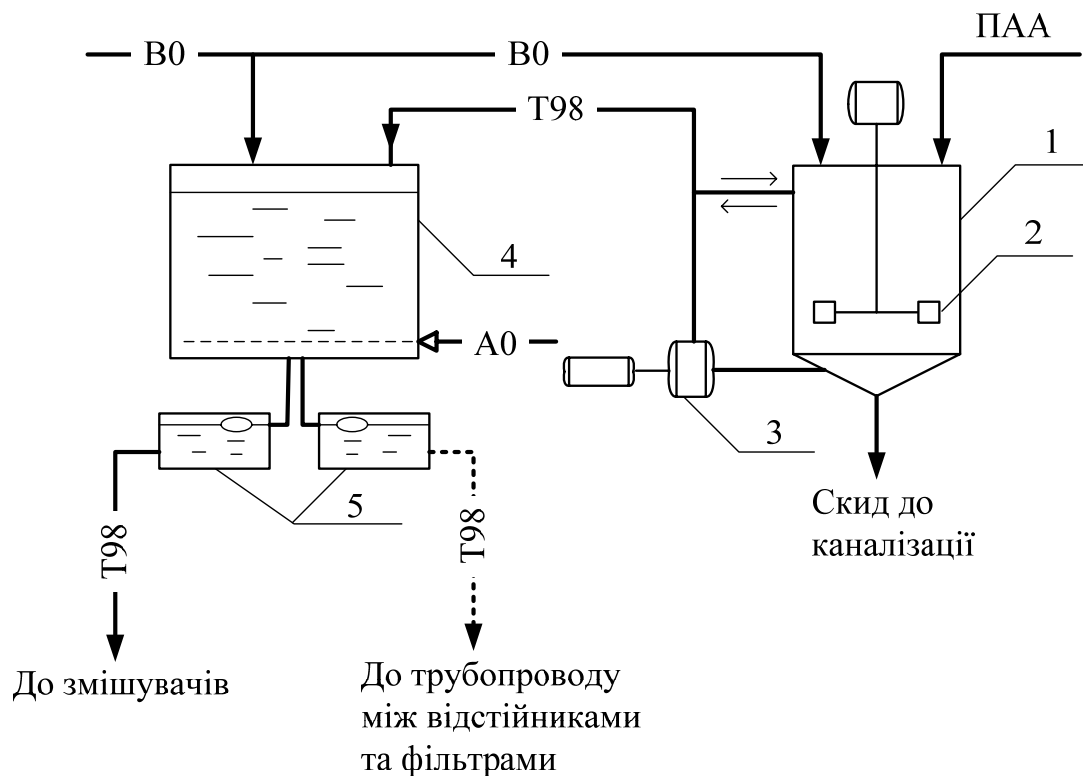 ПАА
В0
В0
Т98
1
2
4
А0
3
5
Т98
Т98
Скид до
каналізації
До змішувачів
До трубопроводу
між відстійниками
та фільтрами